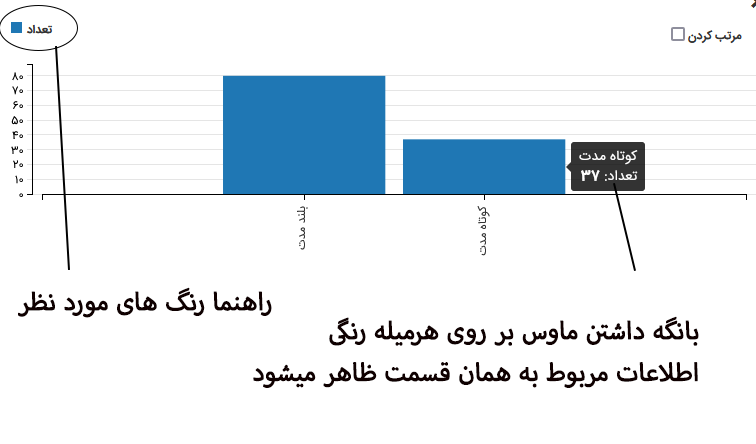 تعداد
مرتب کردن
۸۰
۷۰
۶۰
۵۰
۴۰
۳۰
۲۰
۱۰
۰
کوتاه مدت
تعداد: ۳۷
بلند مدت
کوتاه مدت
راهنما رنگ های مورد نظر
بانگه داشتن ماوس بر روی هرمیله رنگی
اطلاعات مربوط به همان قسمت ظاهر میشود